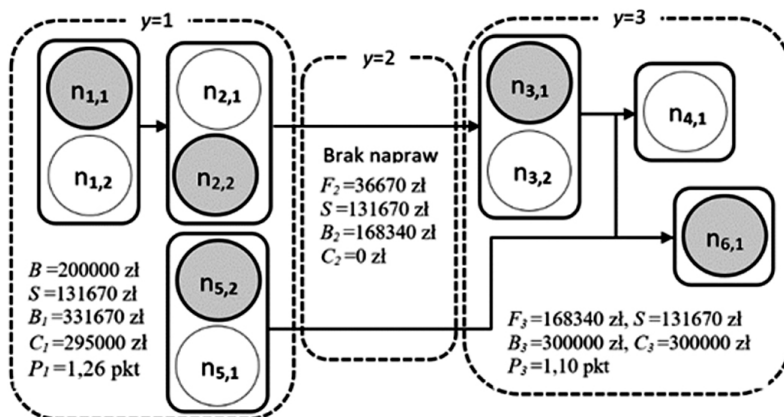 y=1
n1,1
n1,2
n2,1
n2,2
n5,2
n5,1
B =200000 zł
S =131670 zł
B1 =331670 zł
C1 =295000 zł
P1 =1,26 pkt
y=2
Brak napraw
F2 =36670 zł
S =131670 zł
B2 =168340 zł
C2 =0 zł
y=3
n3,1
n3,2
n4,1
n6,1
F3 =168340 zł, S =131670 zł
B3 =300000 zł, C3 =300000 zł
P3 =1,10 pkt